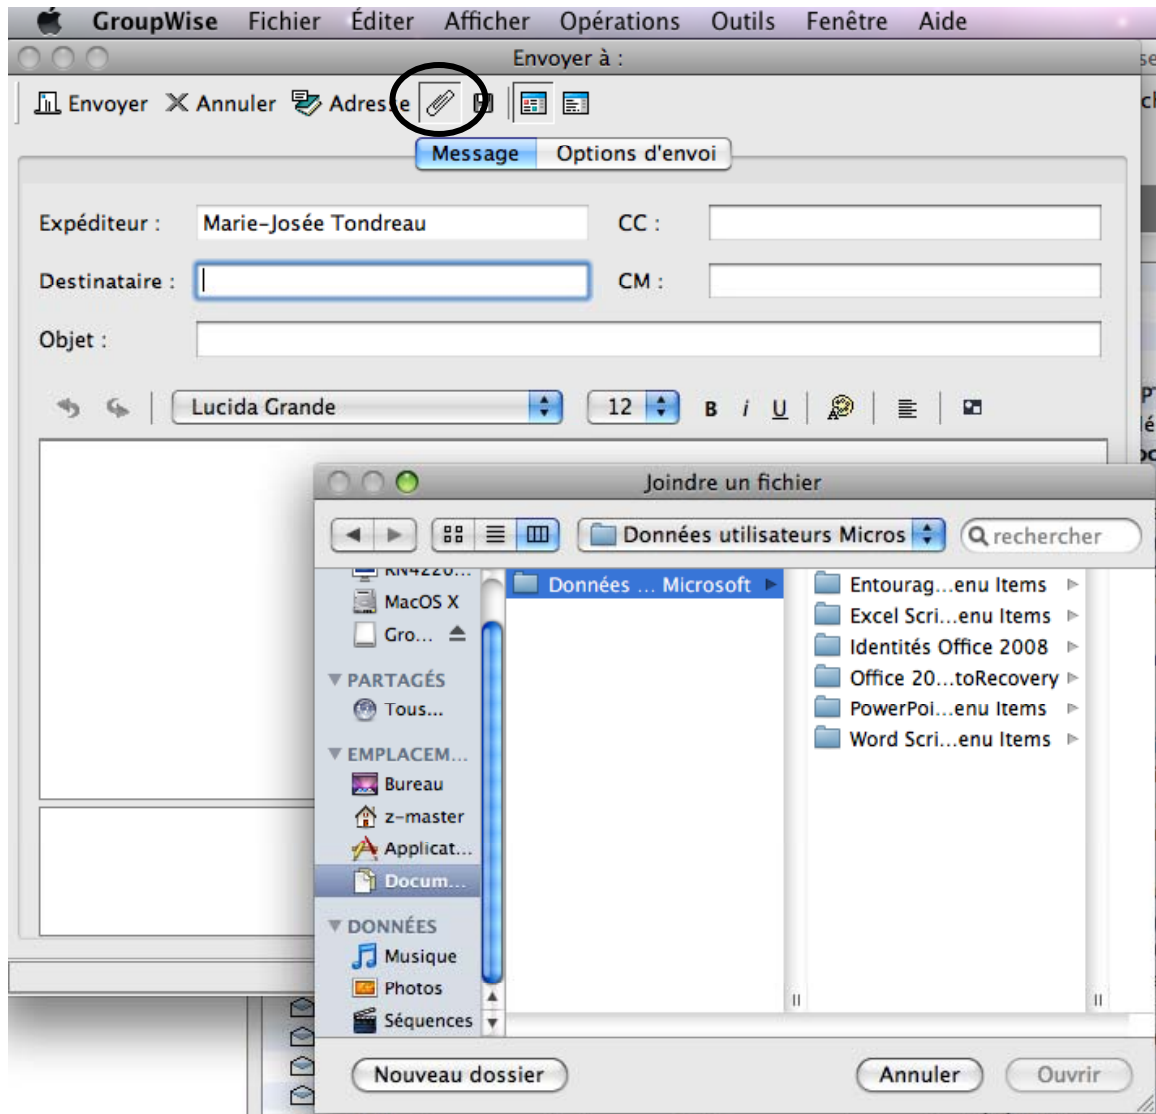 GroupWise Fichier Éditer Afficher Opérations Outils Fenêtre Aide
Envoyer à :
Envoyer Annuler Adresse
Message Options d'envoi
Expéditeur : Marie-Josée Tondreau CC :
Destinataire : CM :
Objet :
Lucida Grande 12 B i U
Joindre un fichier
Données utilisateurs Micros rechercher
MacOS X
Gro...
PARTAGÉS
Tous...
EMPLACEM...
Bureau
z-master
Applicat...
Docum...
DONNÉES
Musique
Photos
Séquences
Données ... Microsoft
Entourag...enu Items
Excel Scri...enu Items
Identités Office 2008
Office 20...toRecovery
PowerPoi...enu Items
Word Scri...enu Items
Nouveau dossier Annuler Ouvrir